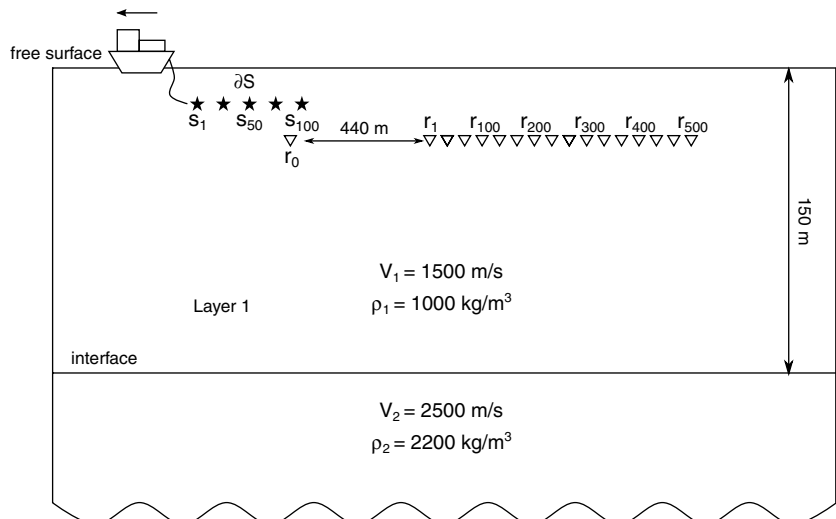 free surface
∂S
s₁ s₅₀ s₁₀₀
r₀
440 m
r₁ r₁₀₀ r₂₀₀ r₃₀₀ r₄₀₀ r₅₀₀
150 m
V₁ = 1500 m/s
ρ₁ = 1000 kg/m³
Layer 1
interface
V₂ = 2500 m/s
ρ₂ = 2200 kg/m³